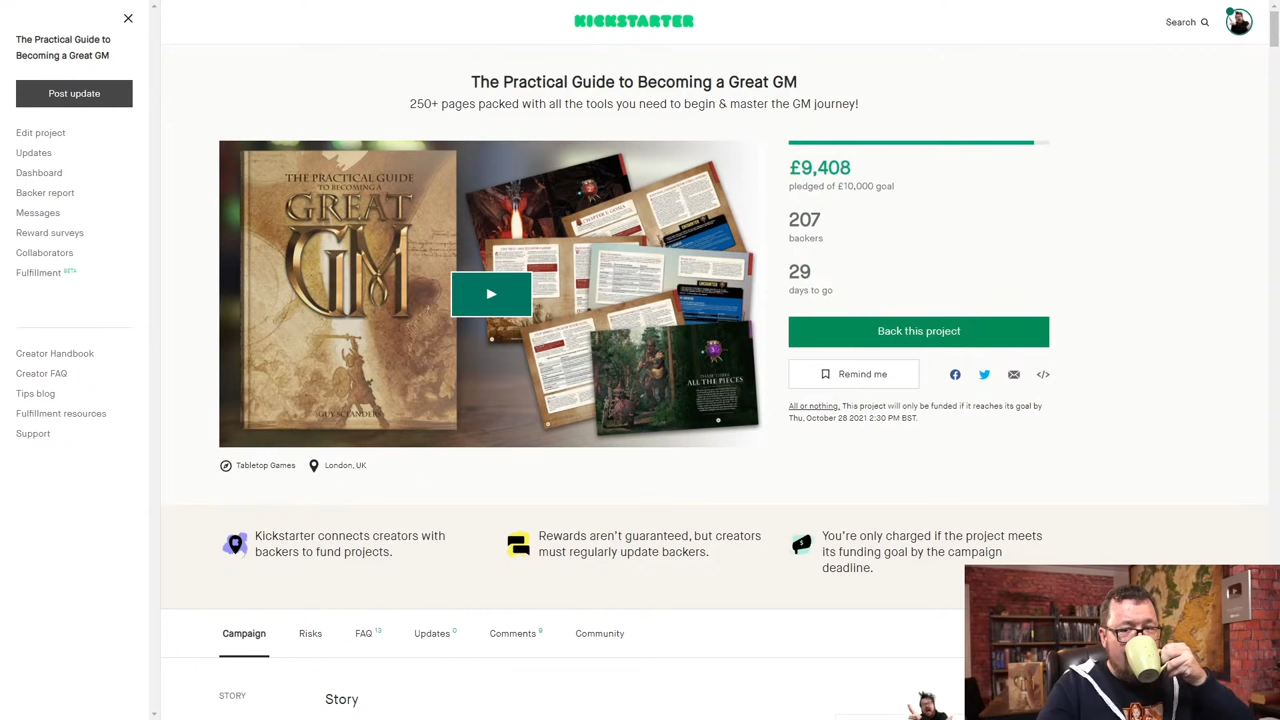 The Practical Guide to
Becoming a Great GM
Post update
Edit project
Updates
Dashboard
Backer report
Messages
Reward surveys
Collaborators
Fulfillment BETA
Creator Handbook
Creator FAQ
Tips blog
Fulfillment resources
Support
KICKSTARTER
Search
The Practical Guide to Becoming a Great GM
250+ pages packed with all the tools you need to begin & master the GM journey!
THE PRACTICAL GUIDE
TO BECOMING A
GREAT
GM
GUY SCLANDERS
ALL THE PIECES
£9,408
pledged of £10,000 goal
207
backers
29
days to go
Back this project
Remind me
All or nothing. This project will only be funded if it reaches its goal by
Thu, October 28 2021 2:30 PM BST.
Tabletop Games
London, UK
Kickstarter connects creators with
backers to fund projects.
Rewards aren't guaranteed, but creators
must regularly update backers.
You're only charged if the project meets
its funding goal by the campaign
deadline.
Campaign
Risks
FAQ 13
Updates 0
Comments 9
Community
STORY
Story